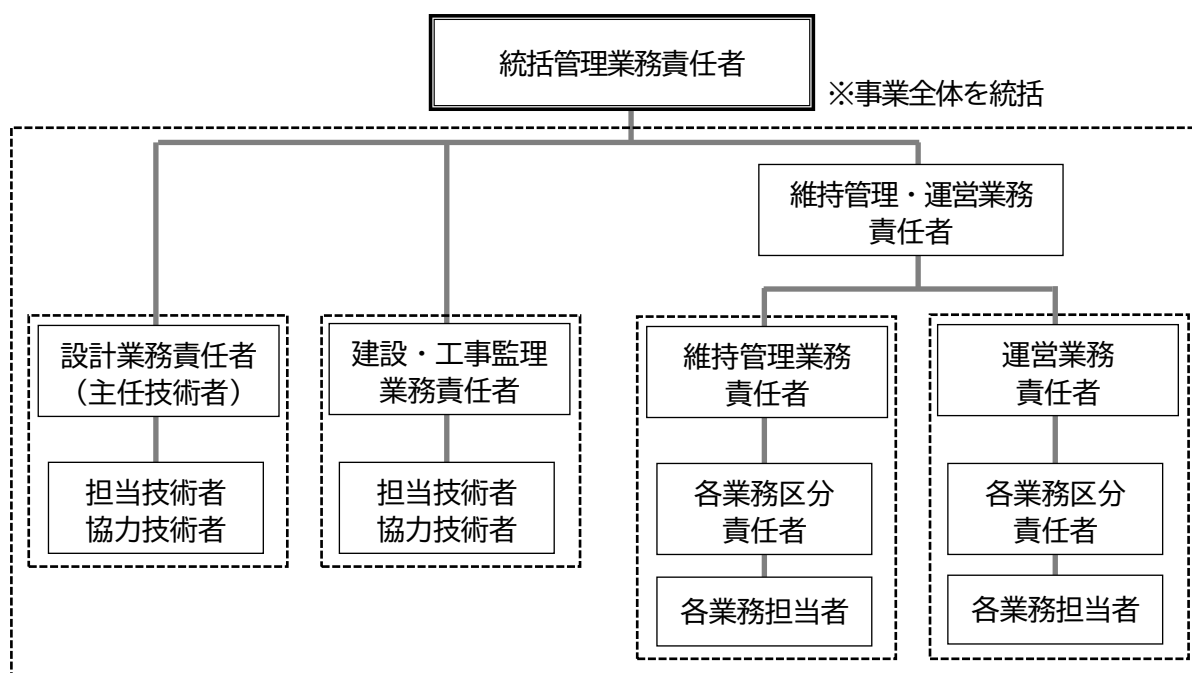 統括管理業務責任者
※事業全体を統括
維持管理・運営業務
責任者
設計業務責任者
（主任技術者）
建設・工事監理
業務責任者
維持管理業務
責任者
運営業務
責任者
担当技術者
協力技術者
担当技術者
協力技術者
各業務区分
責任者
各業務区分
責任者
各業務担当者
各業務担当者